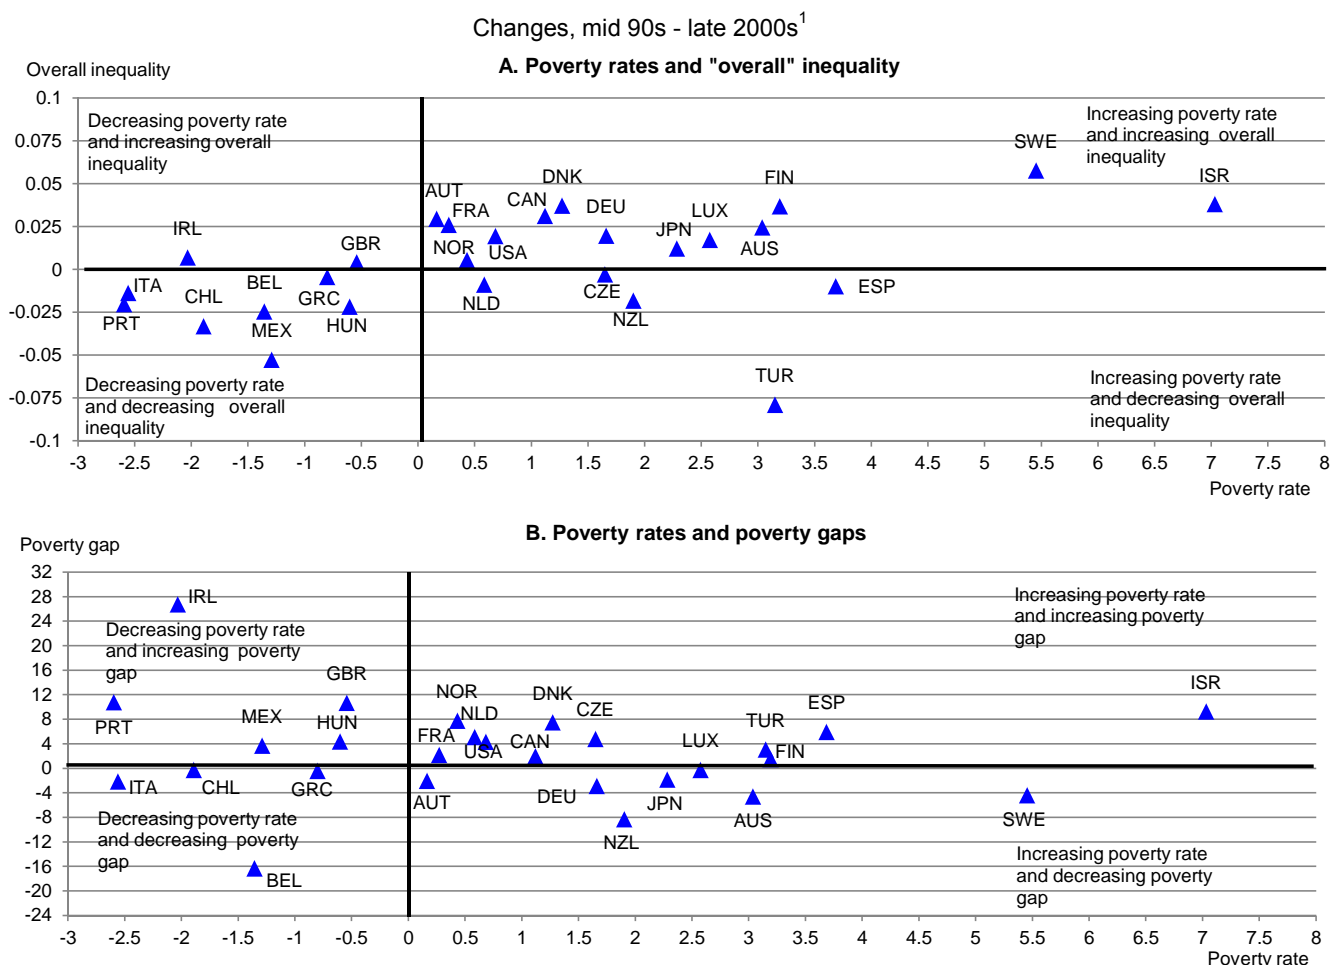 Changes, mid 90s - late 2000s1
A. Poverty rates and "overall" inequality
Overall inequality
0.1
0.075
0.05
0.025
0
-0.025
-0.05
-0.075
-0.1
Decreasing poverty rate
and increasing overall
inequality
Increasing poverty rate
and increasing overall
inequality
SWE
ISR
DNK
FIN
AUT
CAN
FRA
DEU
LUX
IRL
JPN
GBR
NOR
USA
AUS
ITA
BEL
ESP
CHL
GRC
NLD
CZE
PRT
MEX
HUN
NZL
TUR
Decreasing poverty rate
and decreasing overall
inequality
Increasing poverty rate
and decreasing overall
inequality
-3 -2.5 -2 -1.5 -1 -0.5 0 0.5 1 1.5 2 2.5 3 3.5 4 4.5 5 5.5 6 6.5 7 7.5 8
Poverty rate
B. Poverty rates and poverty gaps
Poverty gap
32
28
24
20
16
12
8
4
0
-4
-8
-12
-16
-20
-24
IRL
Decreasing poverty rate
and increasing poverty
gap
Increasing poverty rate
and increasing poverty
gap
GBR
ISR
NOR
DNK
ESP
MEX
NLD
CZE
PRT
HUN
TUR
FRA
CAN
LUX
USA
FIN
ITA
CHL
GRC
AUT
DEU
JPN
AUS
SWE
NZL
BEL
Decreasing poverty rate
and decreasing poverty
gap
Increasing poverty rate
and decreasing poverty
gap
-3 -2.5 -2 -1.5 -1 -0.5 0 0.5 1 1.5 2 2.5 3 3.5 4 4.5 5 5.5 6 6.5 7 7.5 8
Poverty rate